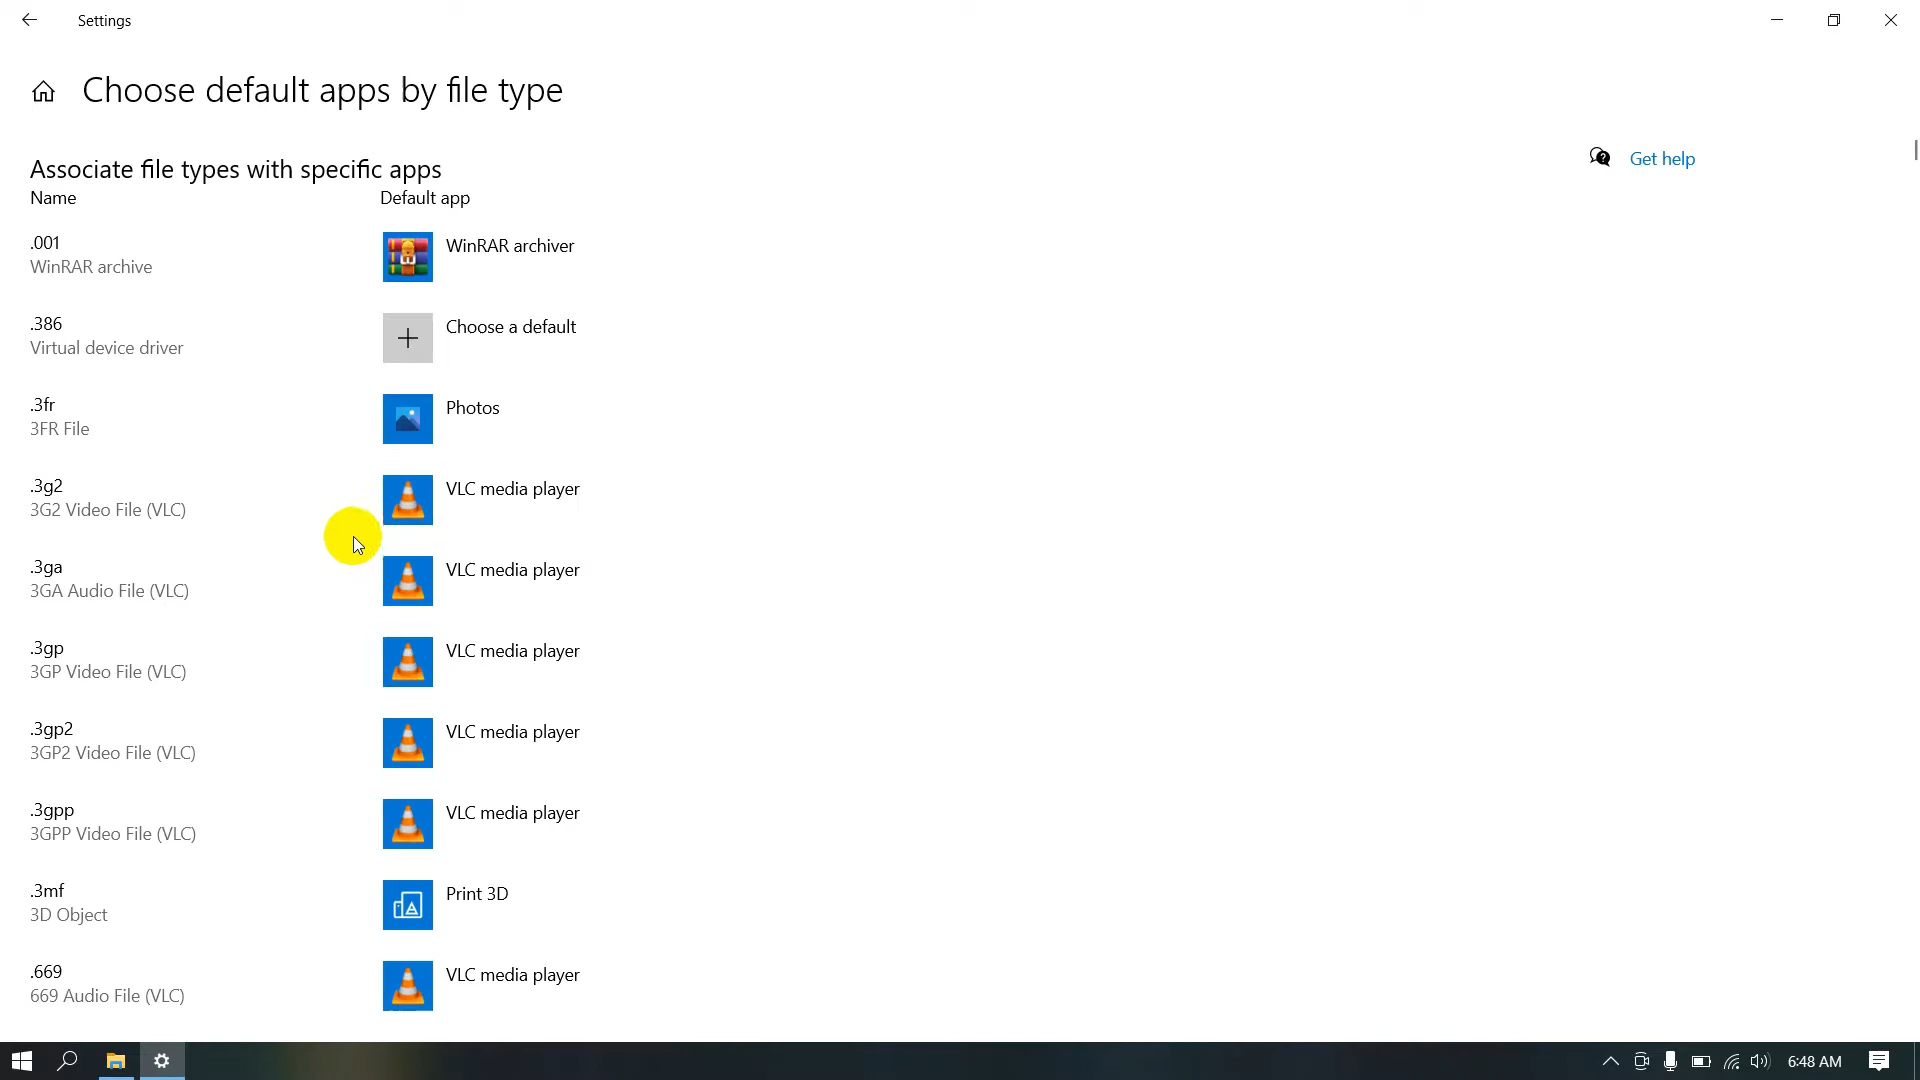 Settings
Choose default apps by file type
Associate file types with specific apps
Get help
Name Default app
.001
WinRAR archive
WinRAR archiver
.386
Virtual device driver
Choose a default
.3fr
3FR File
Photos
.3g2
3G2 Video File (VLC)
VLC media player
.3ga
3GA Audio File (VLC)
VLC media player
.3gp
3GP Video File (VLC)
VLC media player
.3gp2
3GP2 Video File (VLC)
VLC media player
.3gpp
3GPP Video File (VLC)
VLC media player
.3mf
3D Object
Print 3D
.669
669 Audio File (VLC)
VLC media player
6:48 AM